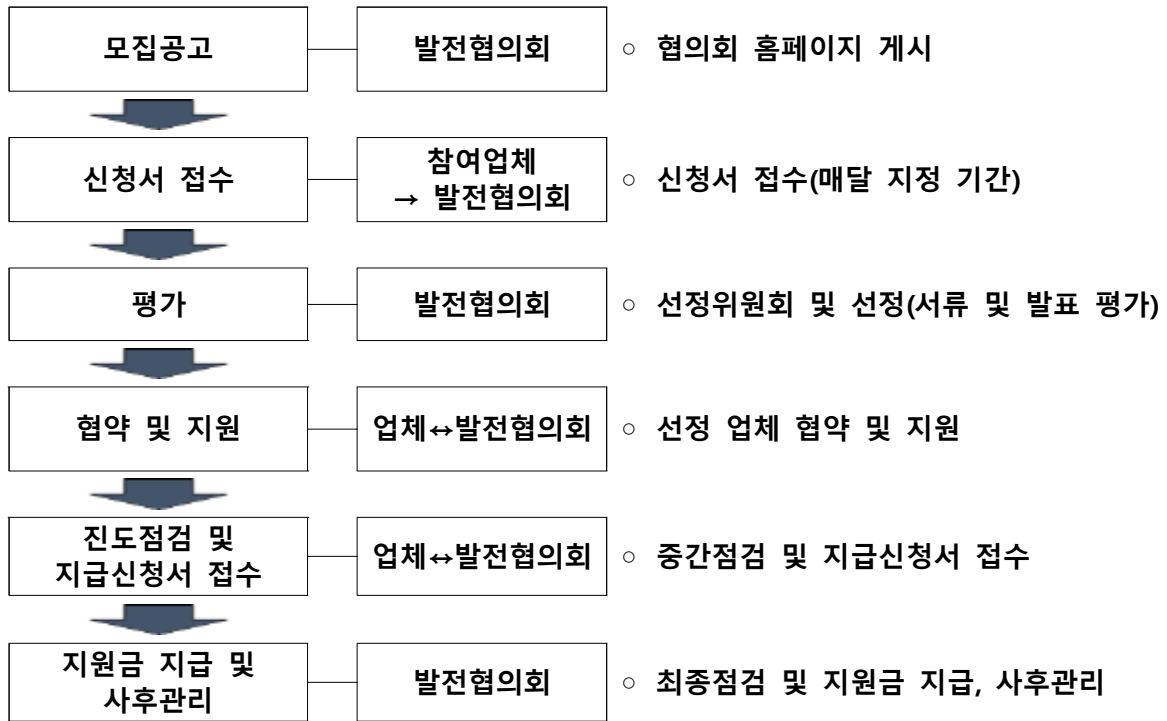 모집공고
발전협의회
○ 협의회 홈페이지 게시
신청서 접수
참여업체
→ 발전협의회
○ 신청서 접수(매달 지정 기간)
평가
발전협의회
○ 선정위원회 및 선정(서류 및 발표 평가)
협약 및 지원
업체↔발전협의회
○ 선정 업체 협약 및 지원
진도점검 및
지급신청서 접수
업체↔발전협의회
○ 중간점검 및 지급신청서 접수
지원금 지급 및
사후관리
발전협의회
○ 최종점검 및 지원금 지급, 사후관리